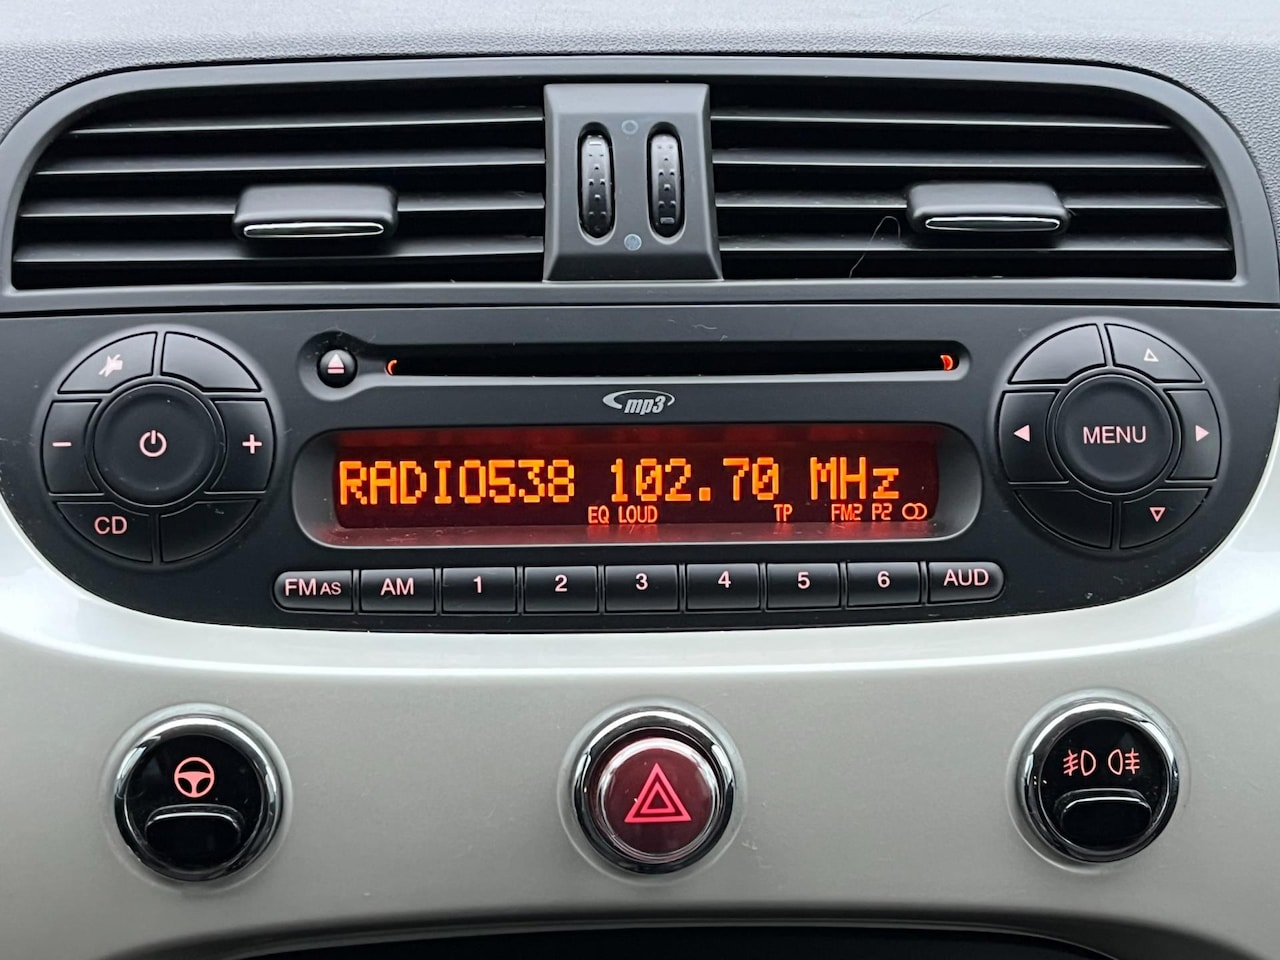 mp3
RADIO538 102.70 MHz
EQ LOUD TP FM2 P2
CD
MENU
FM AS AM 1 2 3 4 5 6 AUD